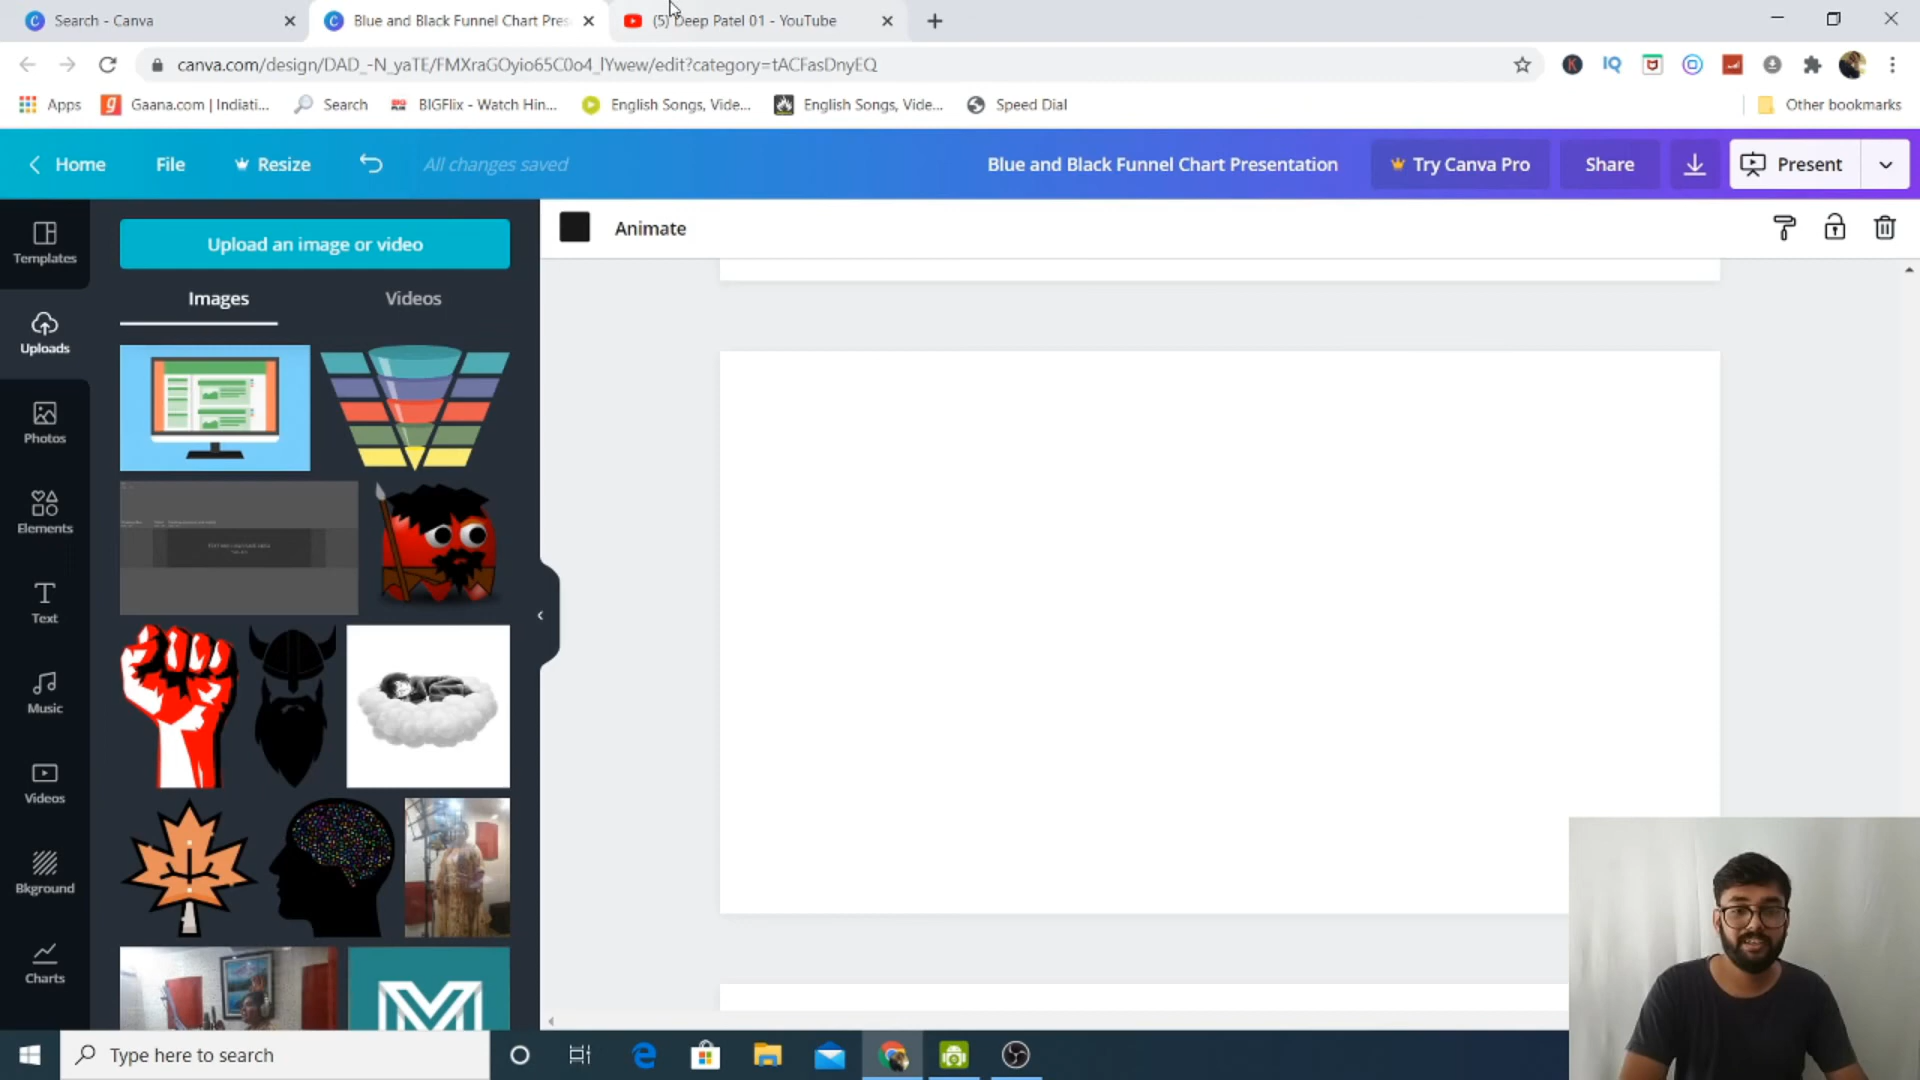 Search - Canva
Blue and Black Funnel Chart Pres
(5) Deep Patel 01 - YouTube
canva.com/design/DAD_-N_yaTE/FMXraGOyio65C0o4_lYwew/edit?category=tACFasDnyEQ
Apps
Gaana.com | Indiati...
Search
BIGFlix - Watch Hin...
English Songs, Vide...
English Songs, Vide...
Speed Dial
Other bookmarks
Home
File
Resize
All changes saved
Blue and Black Funnel Chart Presentation
Try Canva Pro
Share
Present
Templates
Uploads
Photos
Elements
Text
Music
Videos
Bkground
Charts
Upload an image or video
Images
Videos
Animate
Type here to search